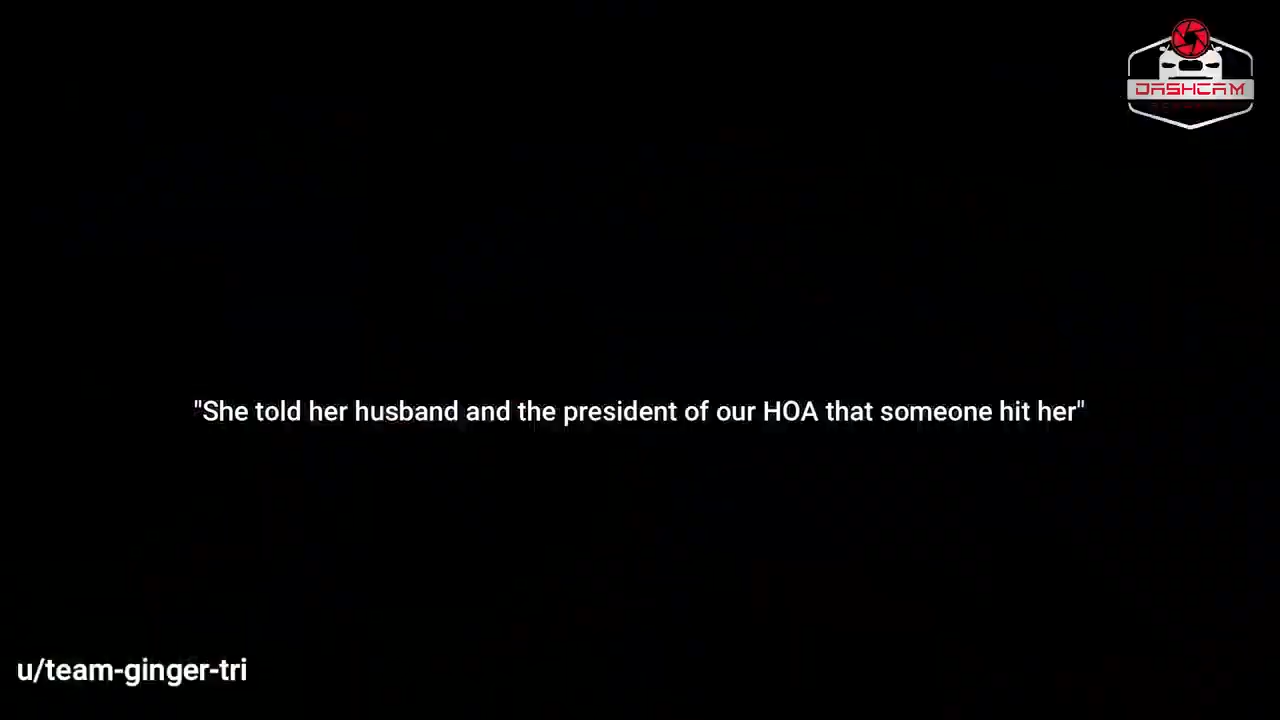 DASHCAM
"She told her husband and the president of our HOA that someone hit her"
u/team-ginger-tri